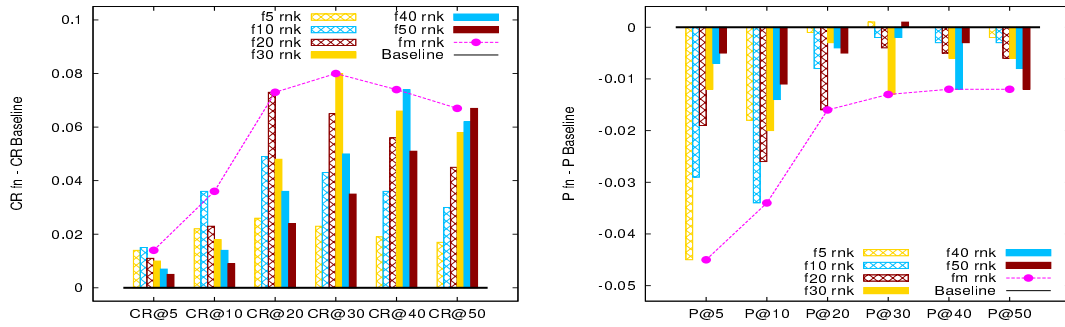 CR fn - CR Baseline
0.1
0.08
0.06
0.04
0.02
0
f5 rnk
f10 rnk
f20 rnk
f30 rnk
f40 rnk
f50 rnk
fm rnk
Baseline
CR@5 CR@10 CR@20 CR@30 CR@40 CR@50
P fn - P Baseline
0
-0.01
-0.02
-0.03
-0.04
-0.05
f5 rnk
f10 rnk
f20 rnk
f30 rnk
f40 rnk
f50 rnk
fm rnk
Baseline
P@5 P@10 P@20 P@30 P@40 P@50